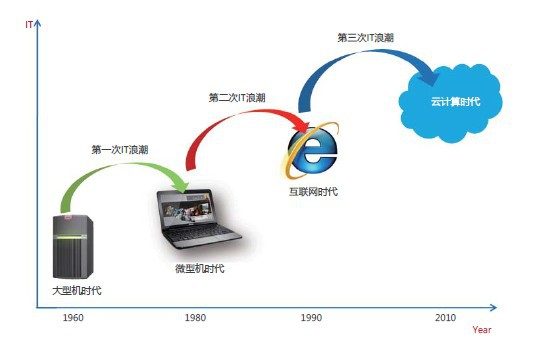 IT
第三次IT浪潮
第二次IT浪潮
云计算时代
第一次IT浪潮
互联网时代
微型机时代
大型机时代
1960
1980
1990
2010
Year